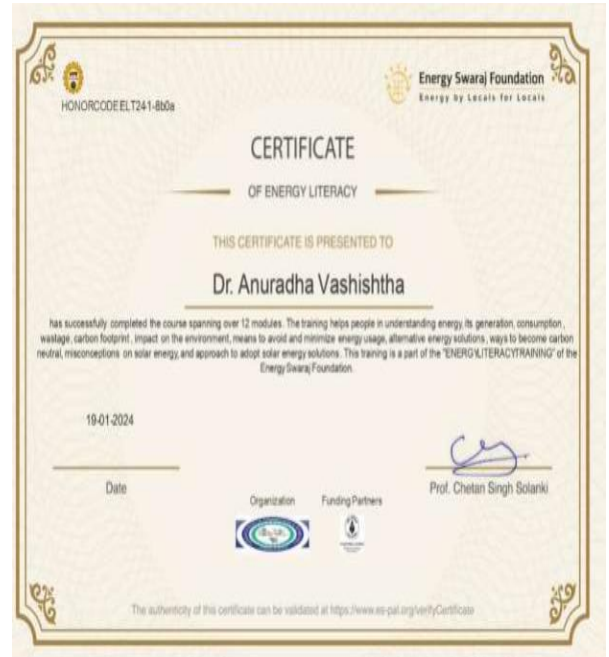 HONORCODE:ELT241-8b0a
Energy Swaraj Foundation
Energy by Locals for Locals
CERTIFICATE
OF ENERGY LITERACY
THIS CERTIFICATE IS PRESENTED TO
Dr. Anuradha Vashishtha
has successfully completed the course spanning over 12 modules. The training helps people in understanding energy, its generation, consumption,
wastage, carbon footprint, impact on the environment, means to avoid and minimize energy usage, alternative energy solutions, ways to become carbon
neutral, misconceptions on solar energy, and approach to adopt solar energy solutions. This training is a part of the "ENERGYLITERACYTRAINING" of the
Energy Swaraj Foundation.
19-01-2024
Date
Prof. Chetan Singh Solanki
Organization Funding Partners
The authenticity of this certificate can be validated at https://www.es-pal.org/verifyCertificate